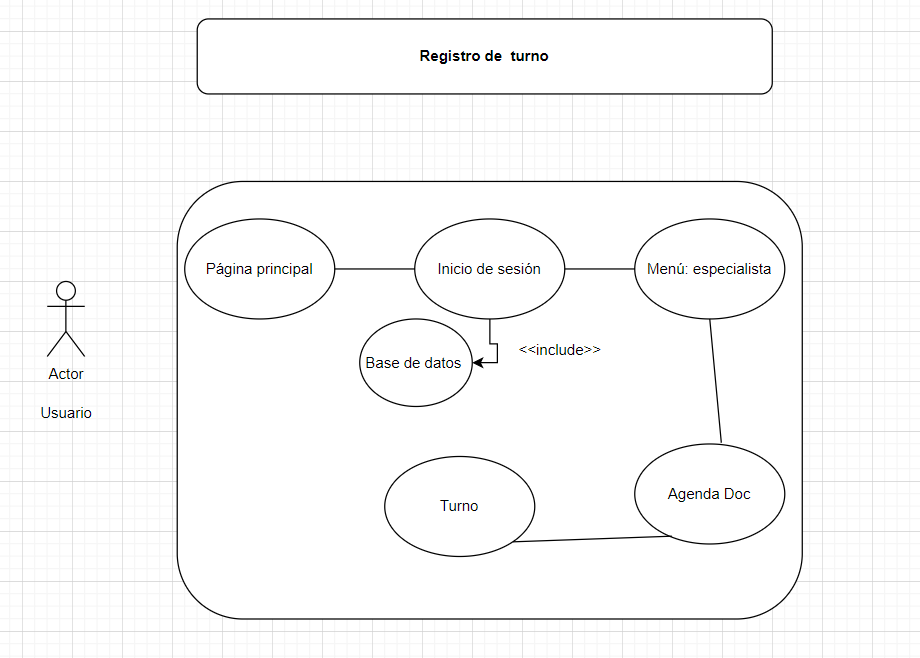 Registro de  turno
Página principal
Inicio de sesión
Menú: especialista
<<include>>
Base de datos
Actor
Usuario
Agenda Doc
Turno